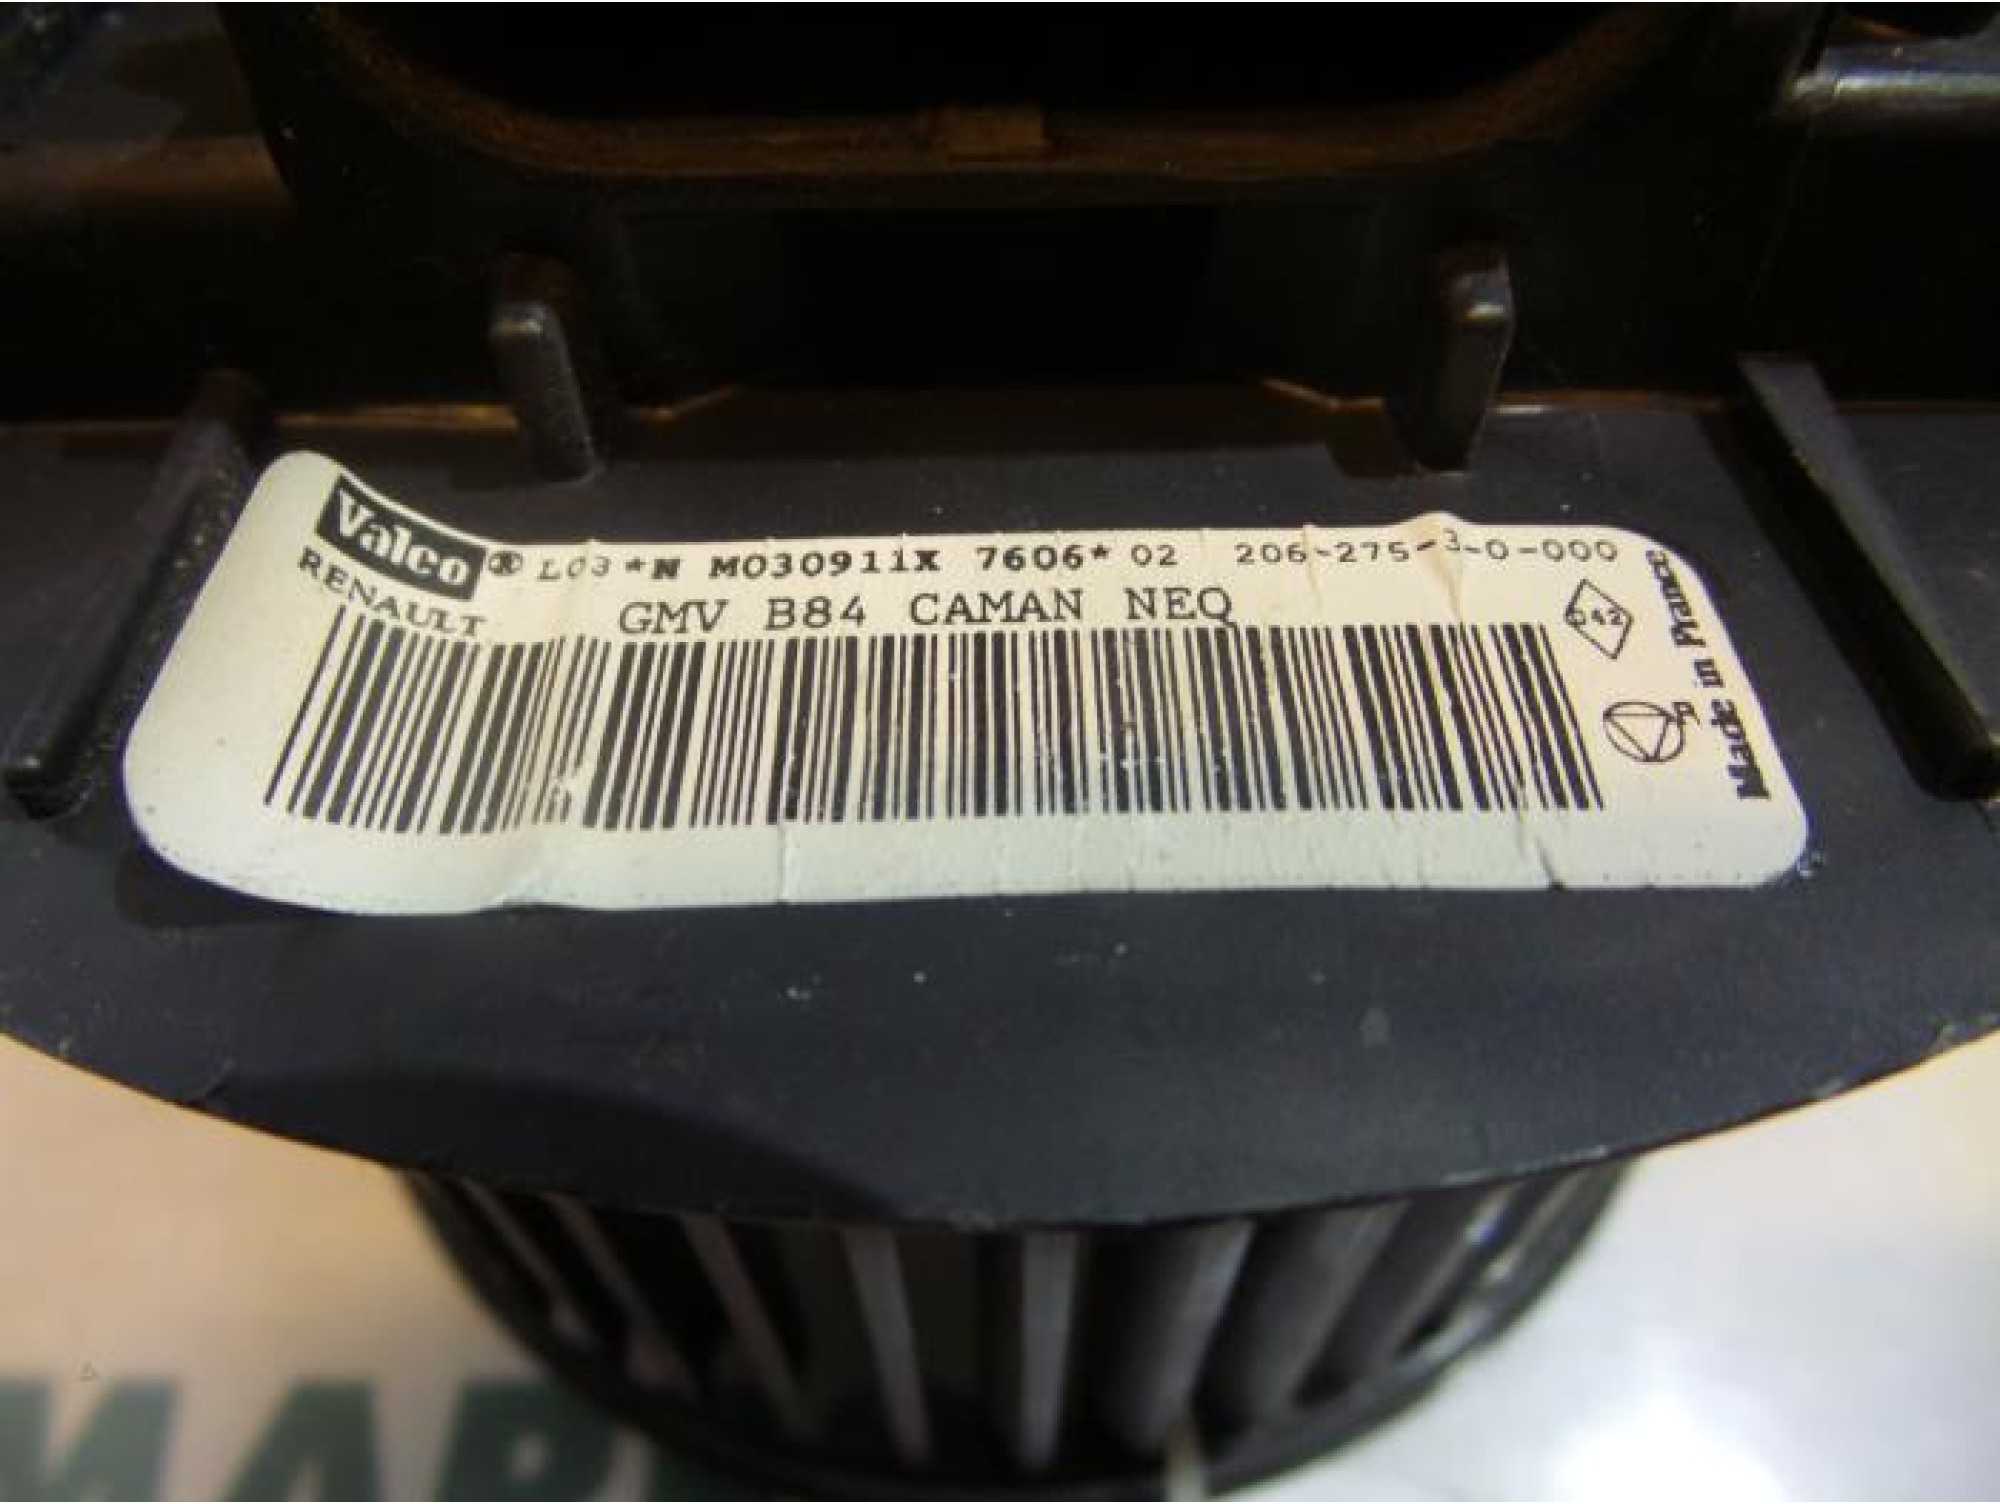 Valeo ® L03 *N M030911X 7606* 02 206-275-3-0-000
RENAULT GMV B84 CAMAN NEQ
Made in France